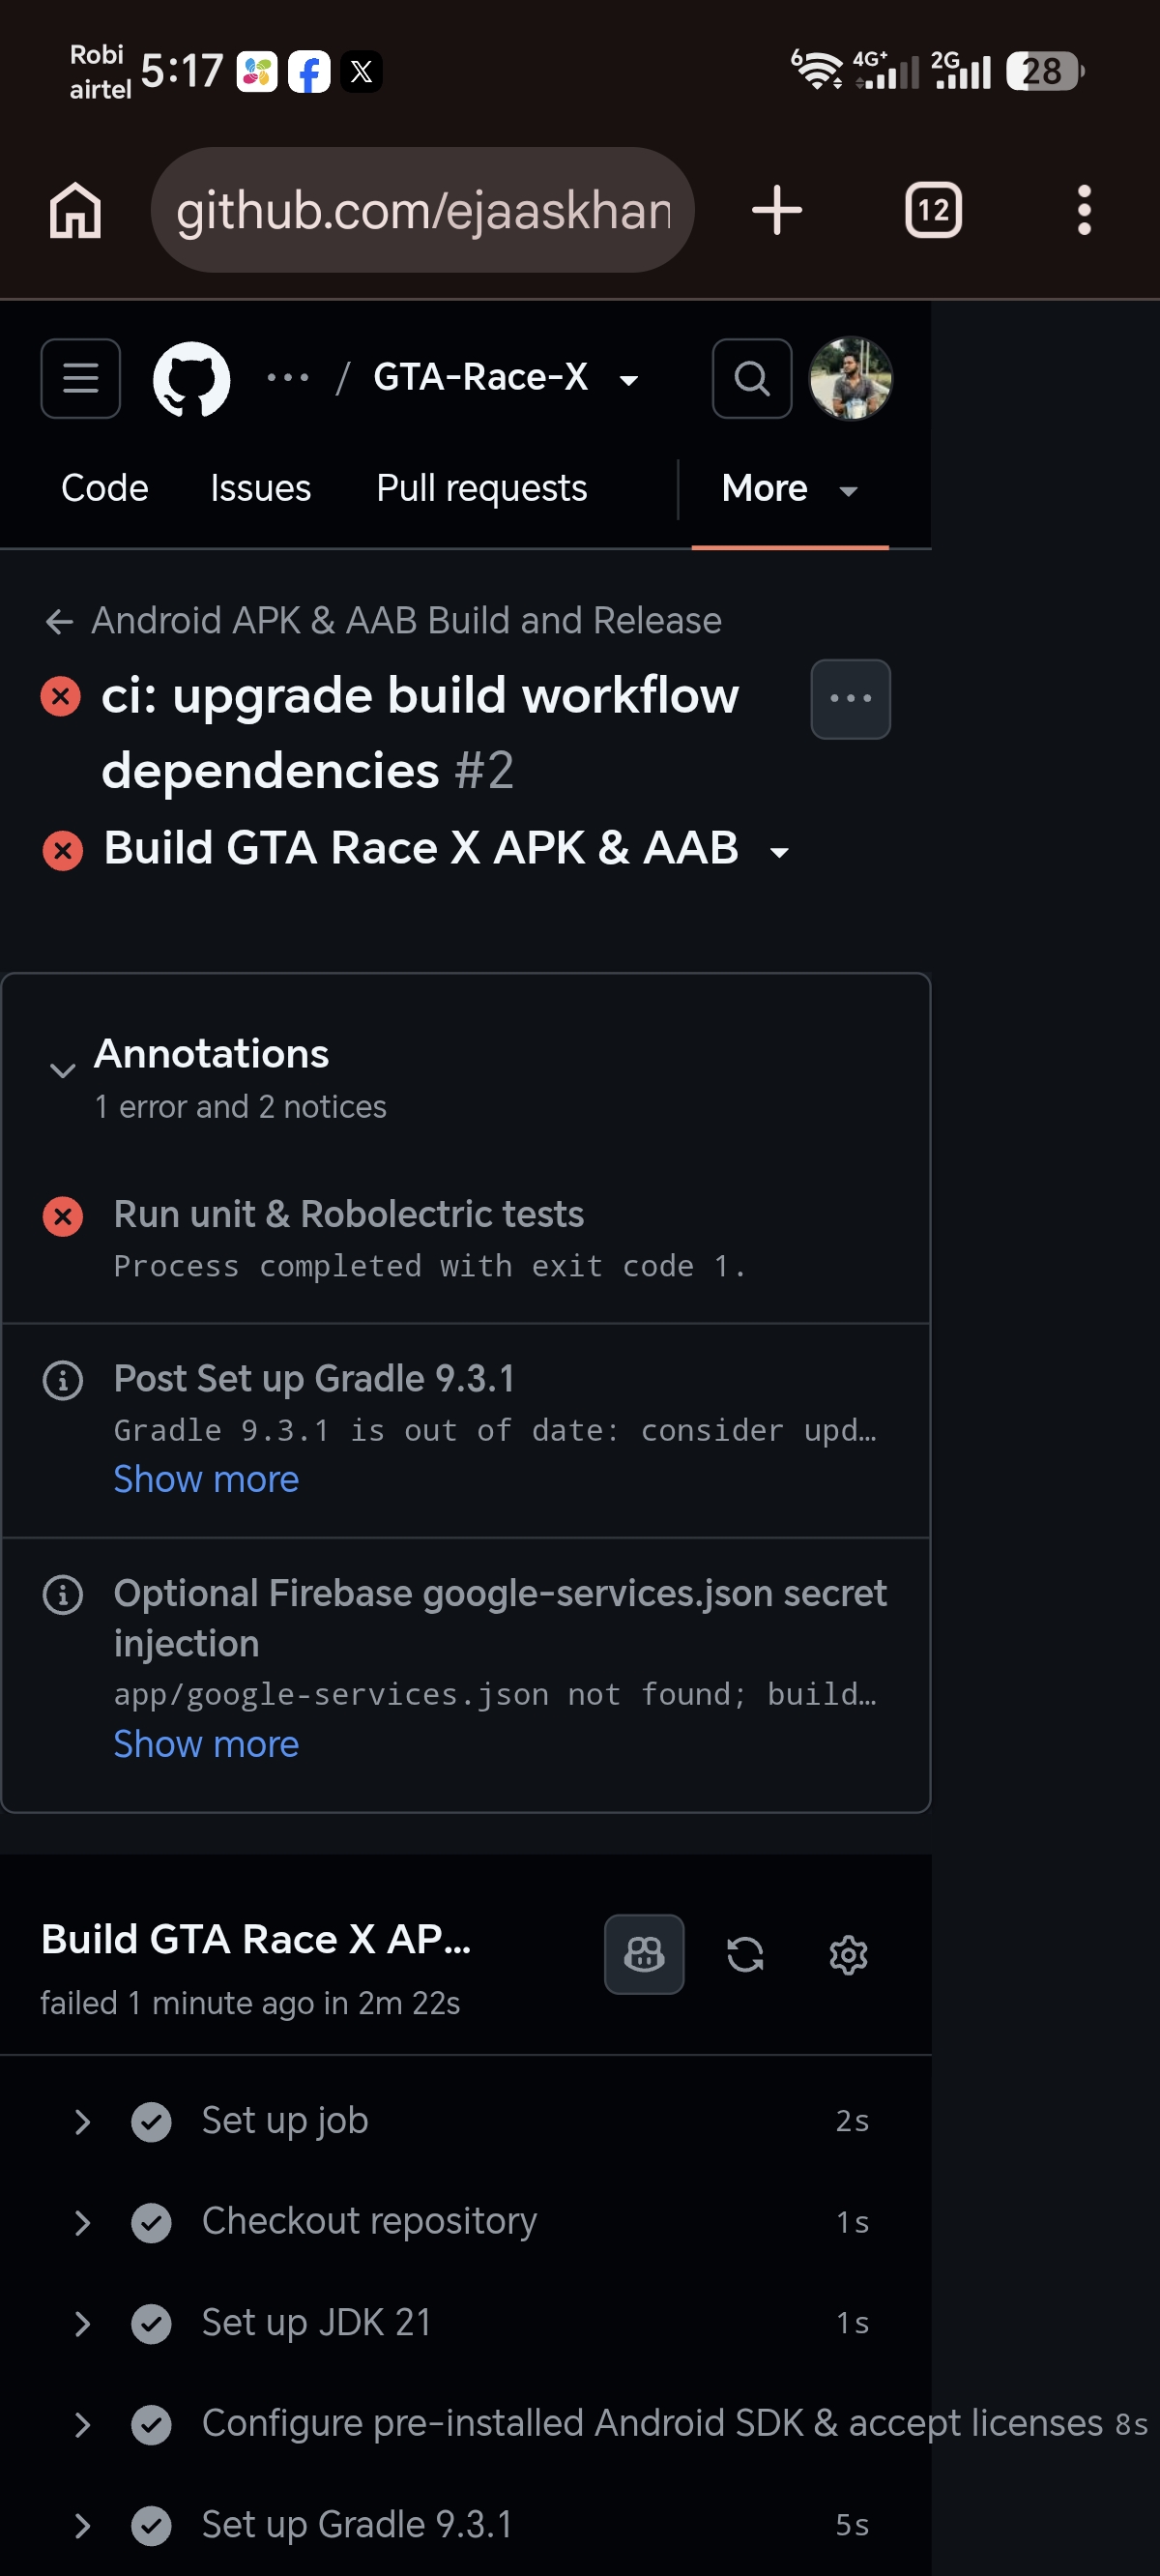 Robi
airtel
5:17
6
4G+
2G
28
github.com/ejaaskhan
12
... / GTA-Race-X
Code Issues Pull requests More
← Android APK & AAB Build and Release
ci: upgrade build workflow
dependencies #2
Build GTA Race X APK & AAB
Annotations
1 error and 2 notices
Run unit & Robolectric tests
Process completed with exit code 1.
Post Set up Gradle 9.3.1
Gradle 9.3.1 is out of date: consider upd…
Show more
Optional Firebase google-services.json secret
injection
app/google-services.json not found; build…
Show more
Build GTA Race X AP...
failed 1 minute ago in 2m 22s
Set up job 2s
Checkout repository 1s
Set up JDK 21 1s
Configure pre-installed Android SDK & accept licenses 8s
Set up Gradle 9.3.1 5s